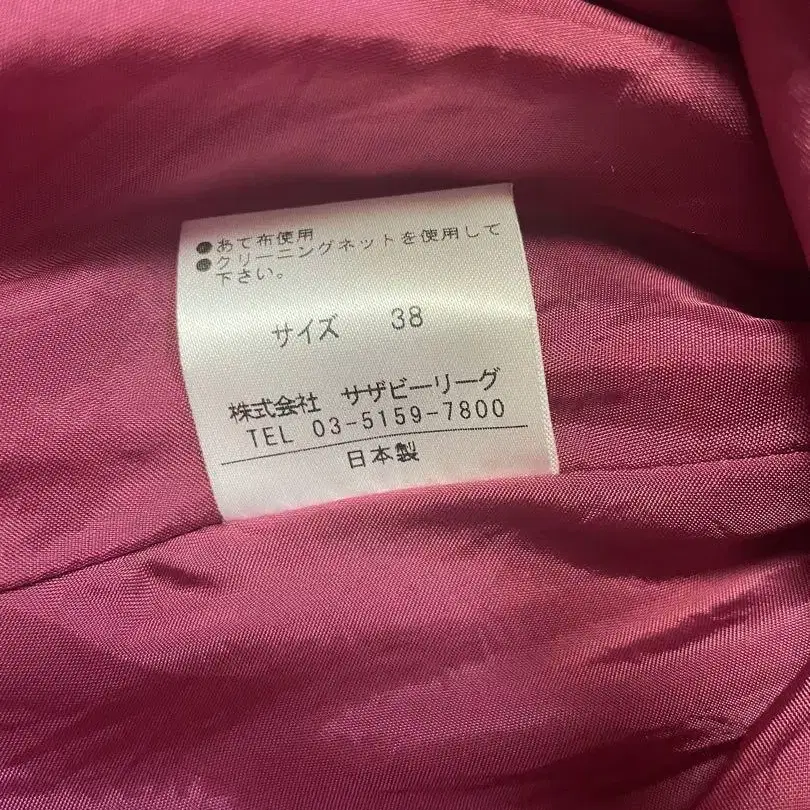 ●あて布使用
●クリーニングネットを使用して
下さい。
サイズ 38
株式会社 サザビーリーグ
TEL 03-5159-7800
日本製